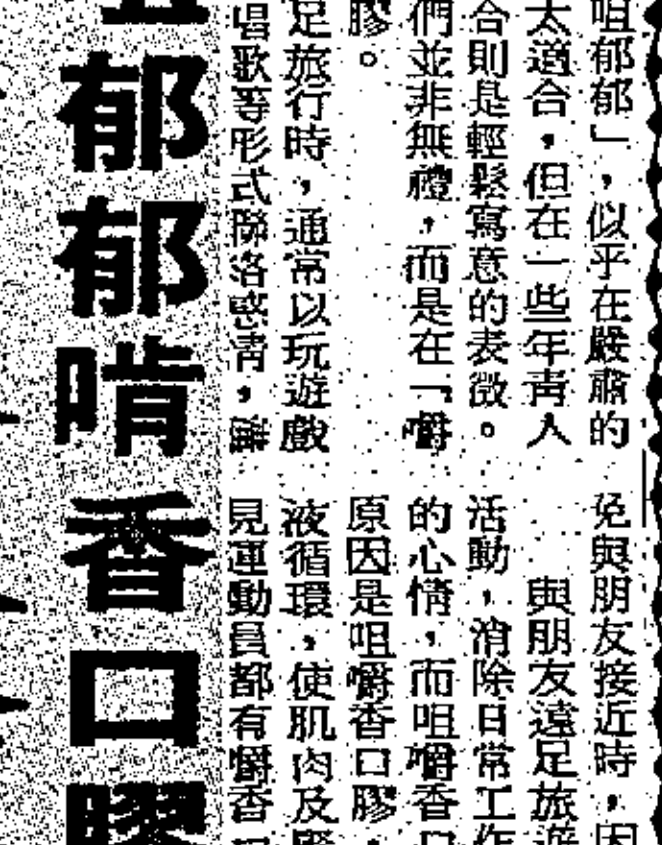 咀郁郁」,似乎在嚴肅的
太適合,但在一些年青人
合則是輕鬆寫意的表徵。
們並非無禮,而是在「嚼
膠。
足旅行時,通常以玩遊戲
唱歌等形式聯洛感情,
免與朋友接近時,因
與朋友遠足旅遊
活動,消除日常工作
的心情,而咀嚼香口
原因是咀嚼香口膠,
液循環,使肌肉及
見運動員都有嚼香口
郁郁啃香口膠